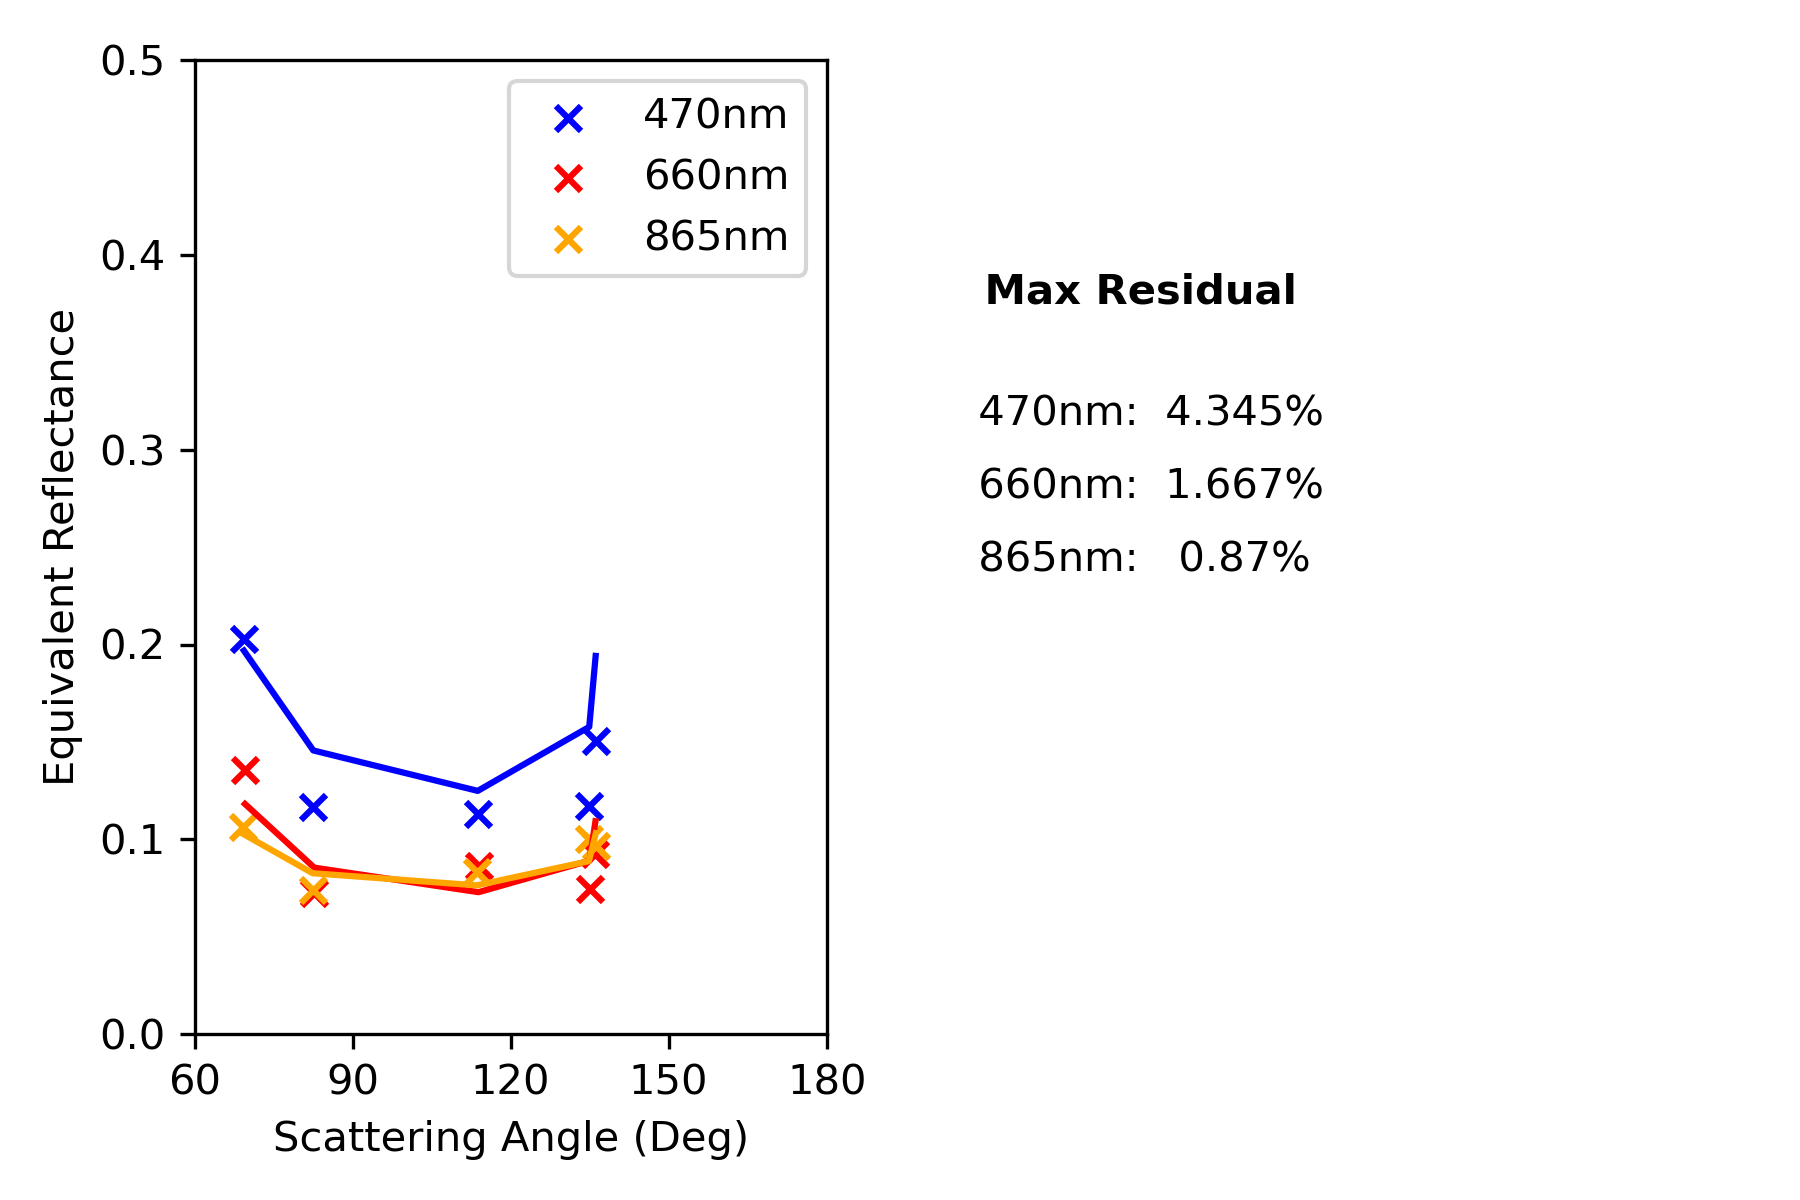 0.5
0.4
0.3
0.2
0.1
0.0
60 90 120 150 180
Scattering Angle (Deg)
Equivalent Reflectance
470nm
660nm
865nm
Max Residual
470nm: 4.345%
660nm: 1.667%
865nm: 0.87%